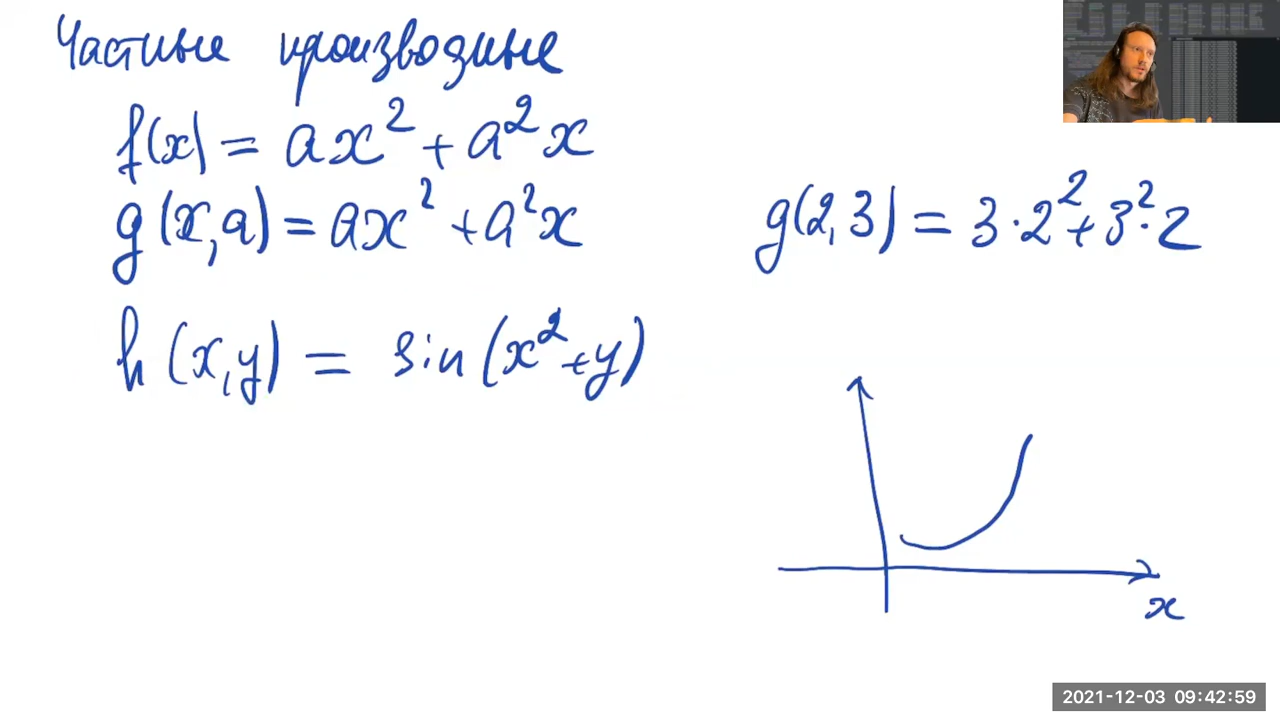 Частные производные
f(x) = ax² + a²x
g(x,a) = ax² + a²x
g(2,3) = 3·2² + 3²·2
h(x,y) = sin(x² + y)
x
2021-12-03 09:42:59